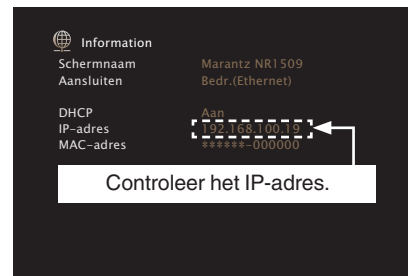 Information
Schermnaam Marantz NR1509
Aansluiten Bedr.(Ethernet)
DHCP Aan
IP-adres 192.168.100.19
MAC-adres ******-000000
Controleer het IP-adres.